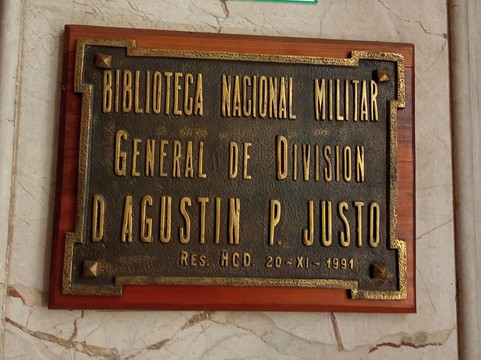 BIBLIOTECA NACIONAL MILITAR
GENERAL DE DIVISION
D AGUSTIN P. JUSTO
RES. HCD. 20-XI-1991